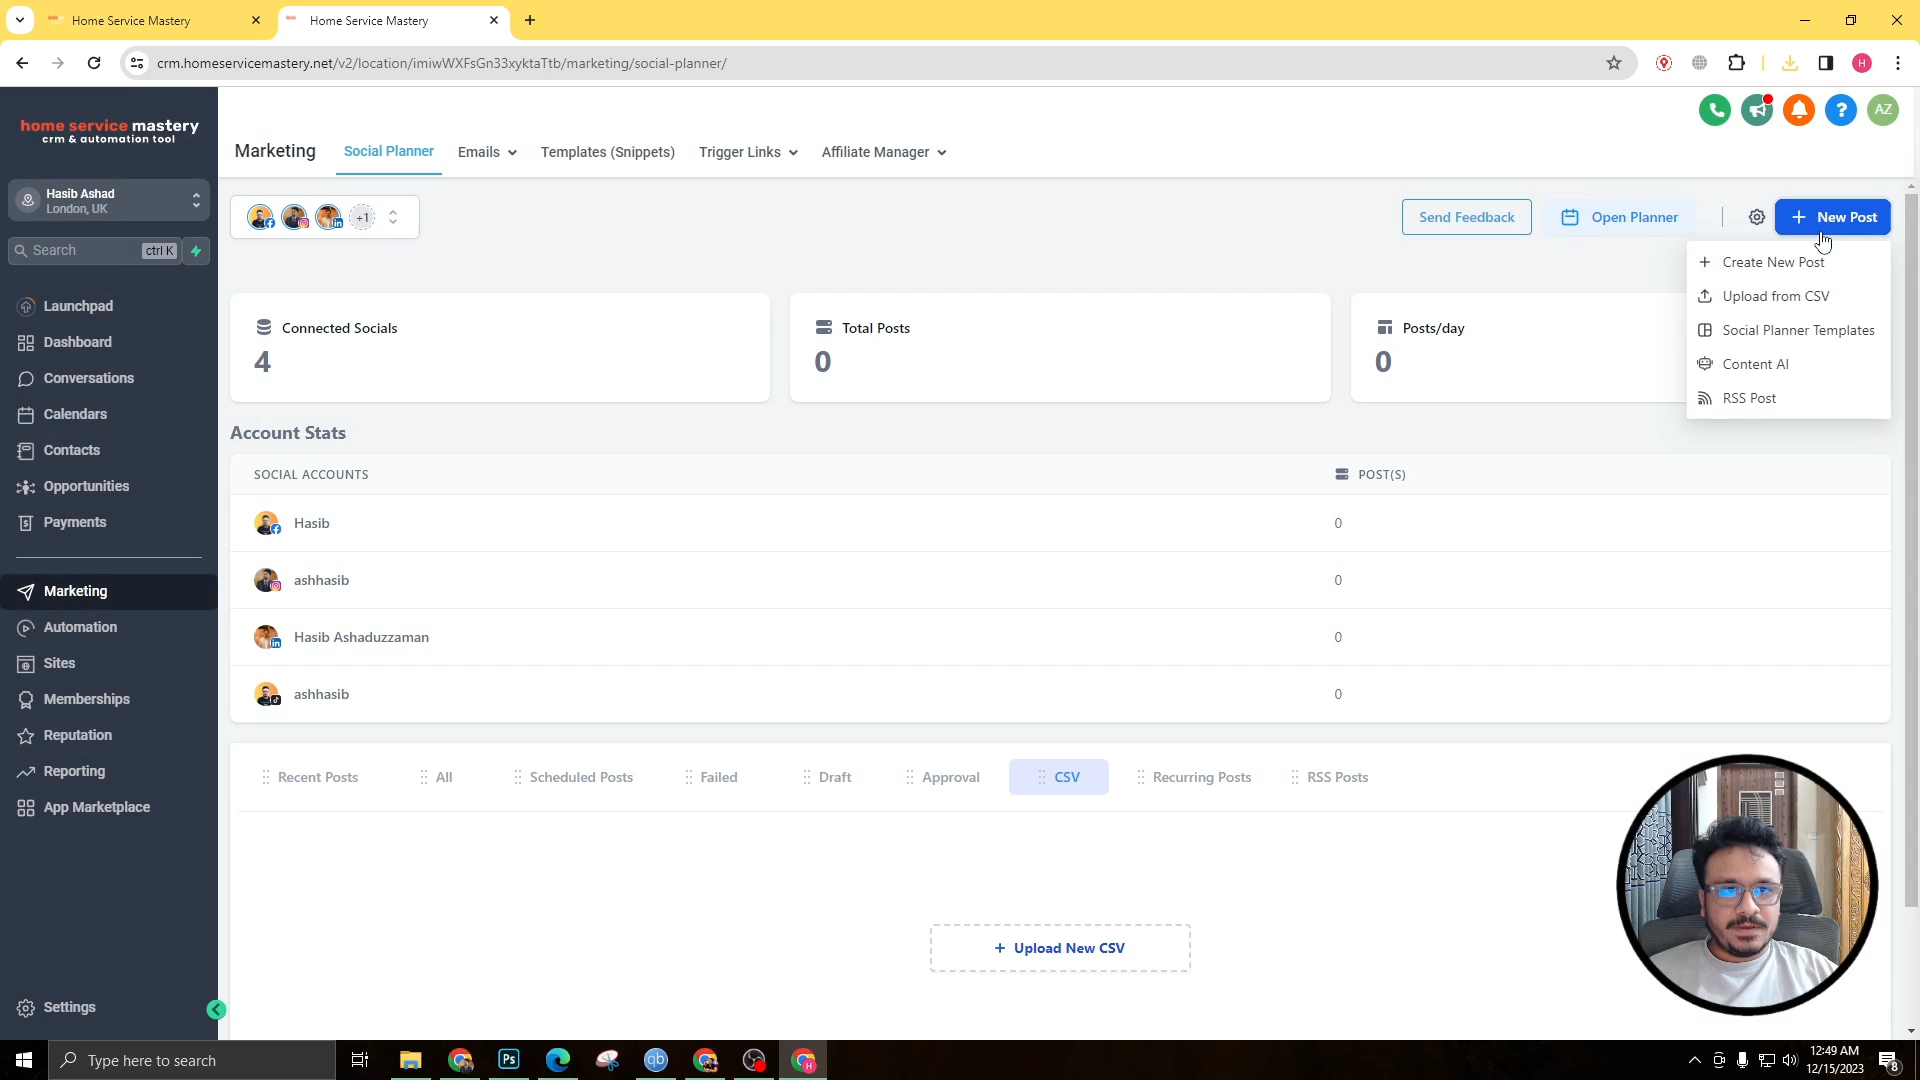 Home Service Mastery
Home Service Mastery
crm.homeservicemastery.net/v2/location/imiwWXFsGn33xyktaTtb/marketing/social-planner/
H
home service mastery
crm & automation tool
AZ
Marketing
Social Planner
Emails
Templates (Snippets)
Trigger Links
Affiliate Manager
Hasib Ashad
London, UK
+1
Send Feedback
Open Planner
+ New Post
Search
ctrl K
Create New Post
Upload from CSV
Social Planner Templates
Content AI
RSS Post
Launchpad
Dashboard
Conversations
Calendars
Contacts
Opportunities
Payments
Marketing
Automation
Sites
Memberships
Reputation
Reporting
App Marketplace
Settings
Connected Socials
4
Total Posts
0
Posts/day
0
Account Stats
SOCIAL ACCOUNTS
POST(S)
Hasib
0
ashhasib
0
Hasib Ashaduzzaman
0
ashhasib
0
Recent Posts
All
Scheduled Posts
Failed
Draft
Approval
CSV
Recurring Posts
RSS Posts
+ Upload New CSV
Type here to search
Ps
qb
12:49 AM
12/15/2023
8